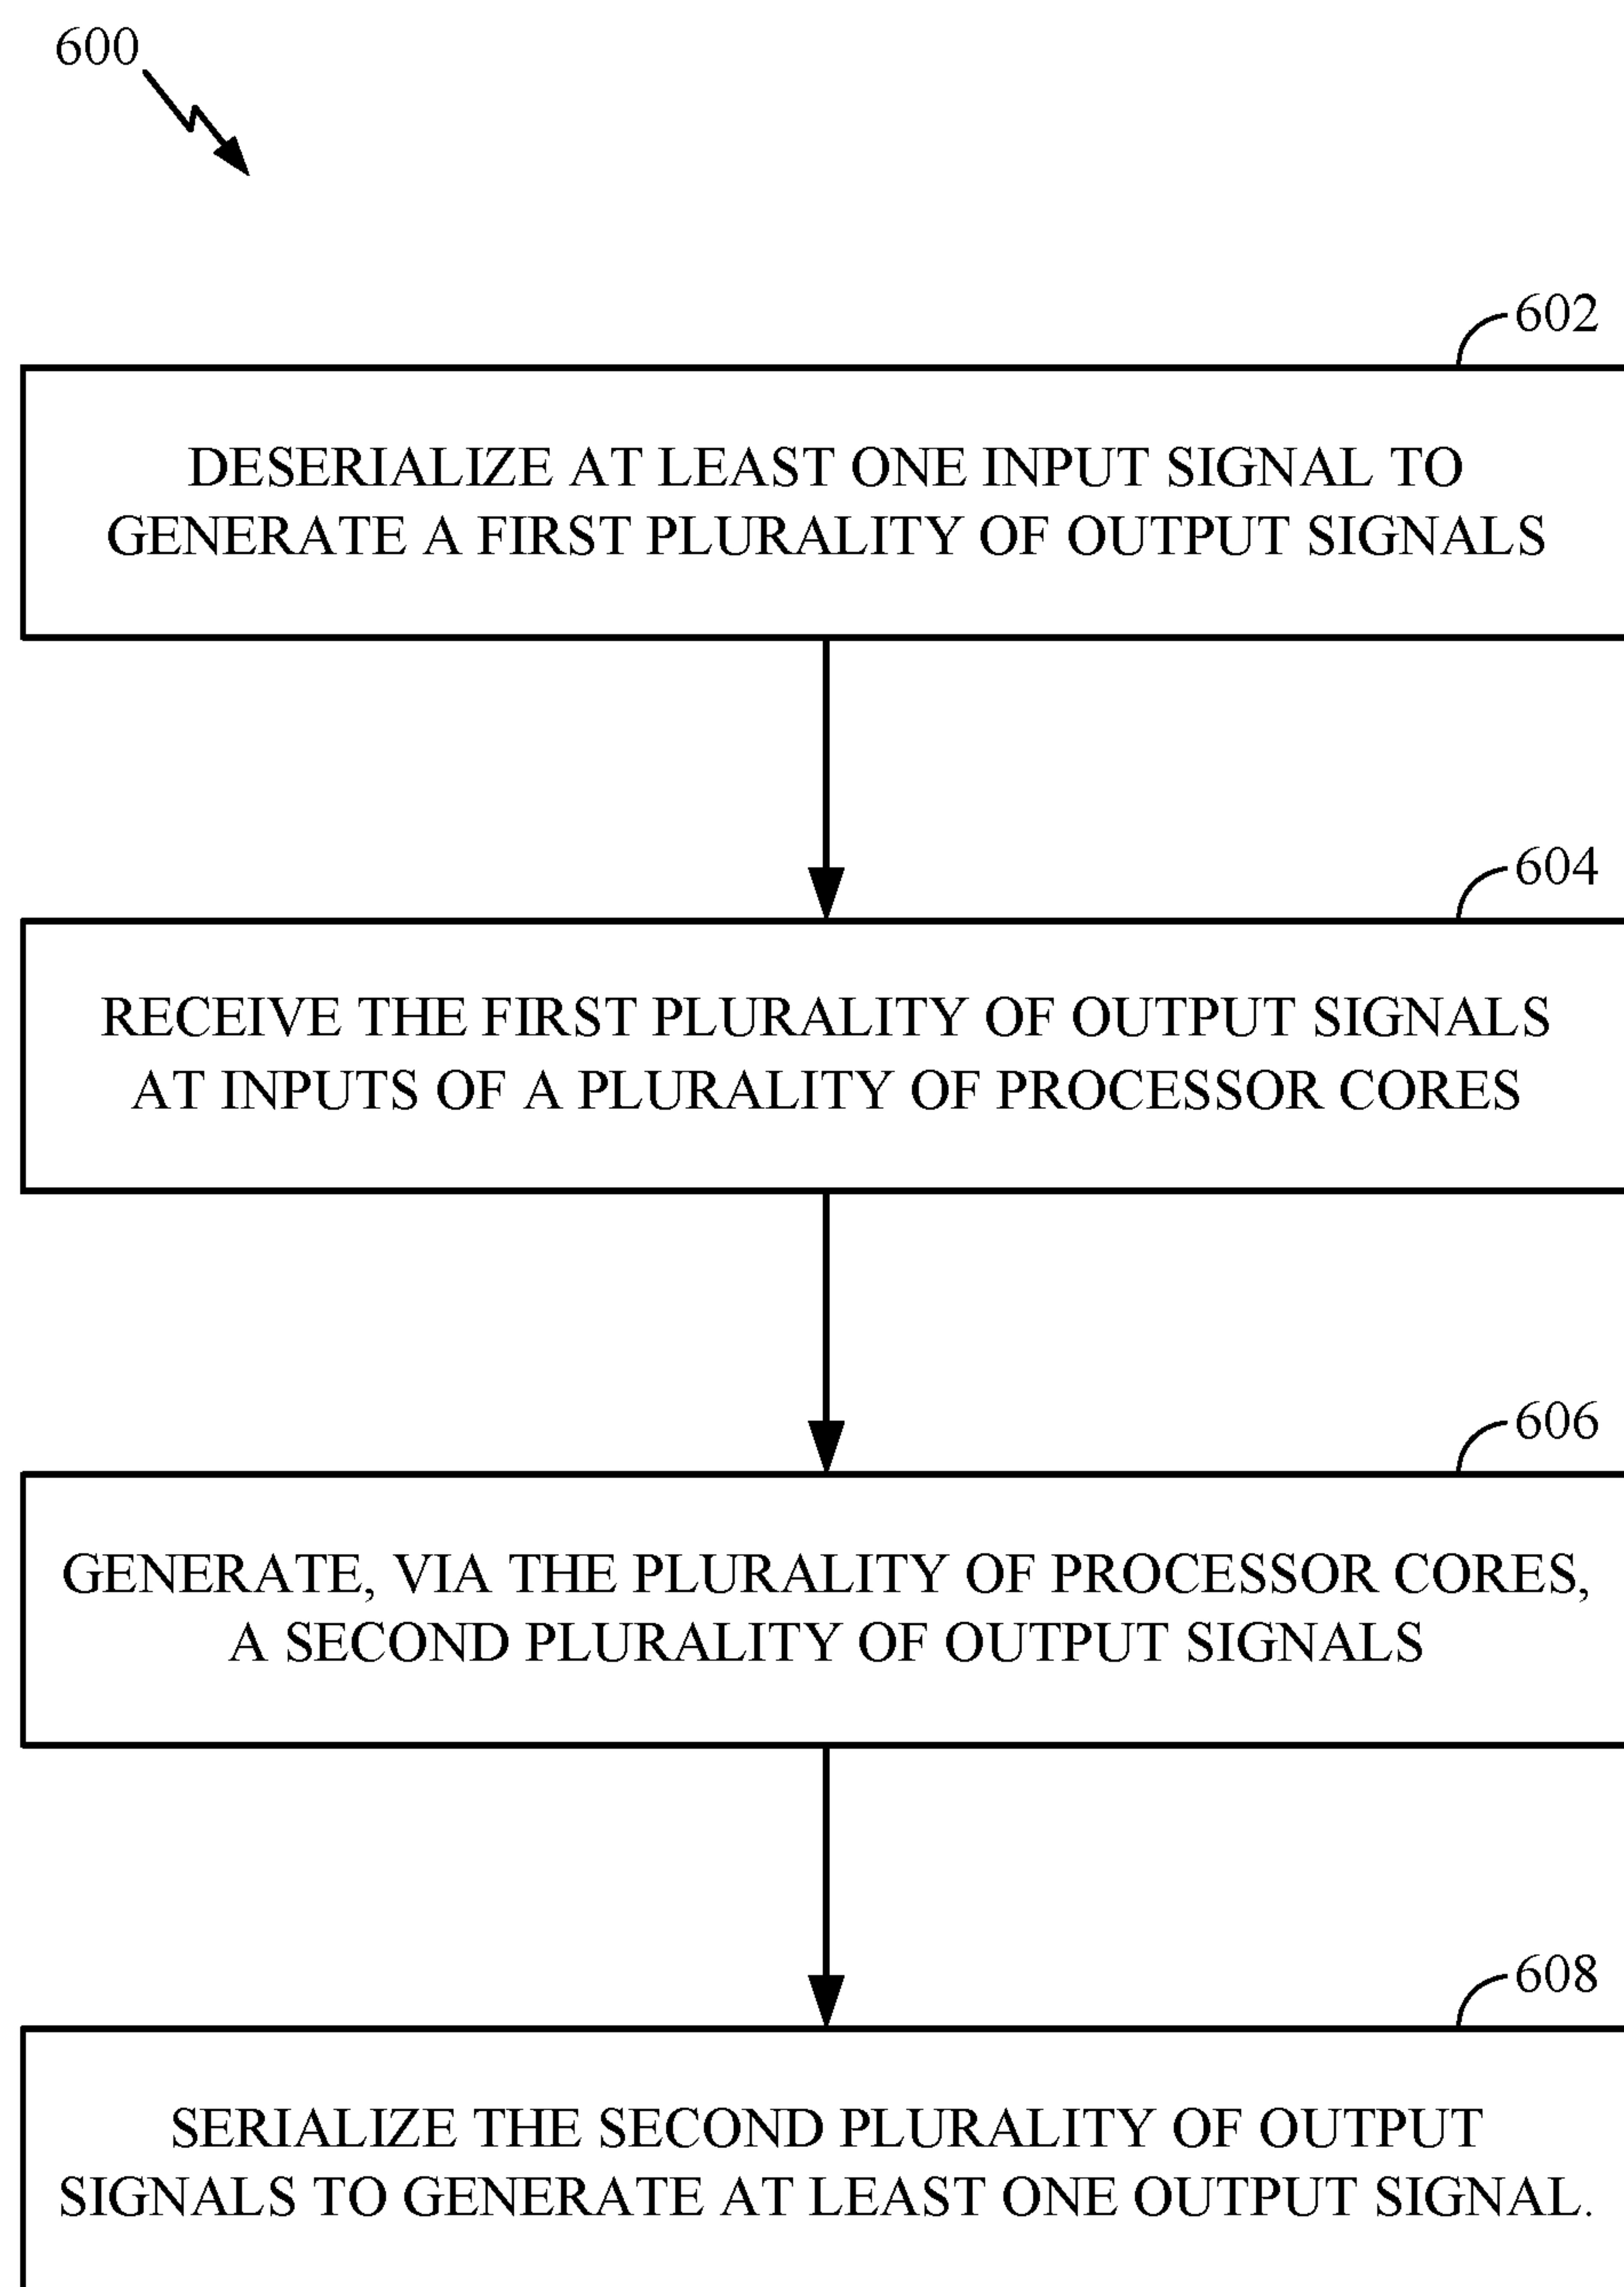 600
602
DESERIALIZE AT LEAST ONE INPUT SIGNAL TO
GENERATE A FIRST PLURALITY OF OUTPUT SIGNALS
604
RECEIVE THE FIRST PLURALITY OF OUTPUT SIGNALS
AT INPUTS OF A PLURALITY OF PROCESSOR CORES
606
GENERATE, VIA THE PLURALITY OF PROCESSOR CORES,
A SECOND PLURALITY OF OUTPUT SIGNALS
608
SERIALIZE THE SECOND PLURALITY OF OUTPUT
SIGNALS TO GENERATE AT LEAST ONE OUTPUT SIGNAL.